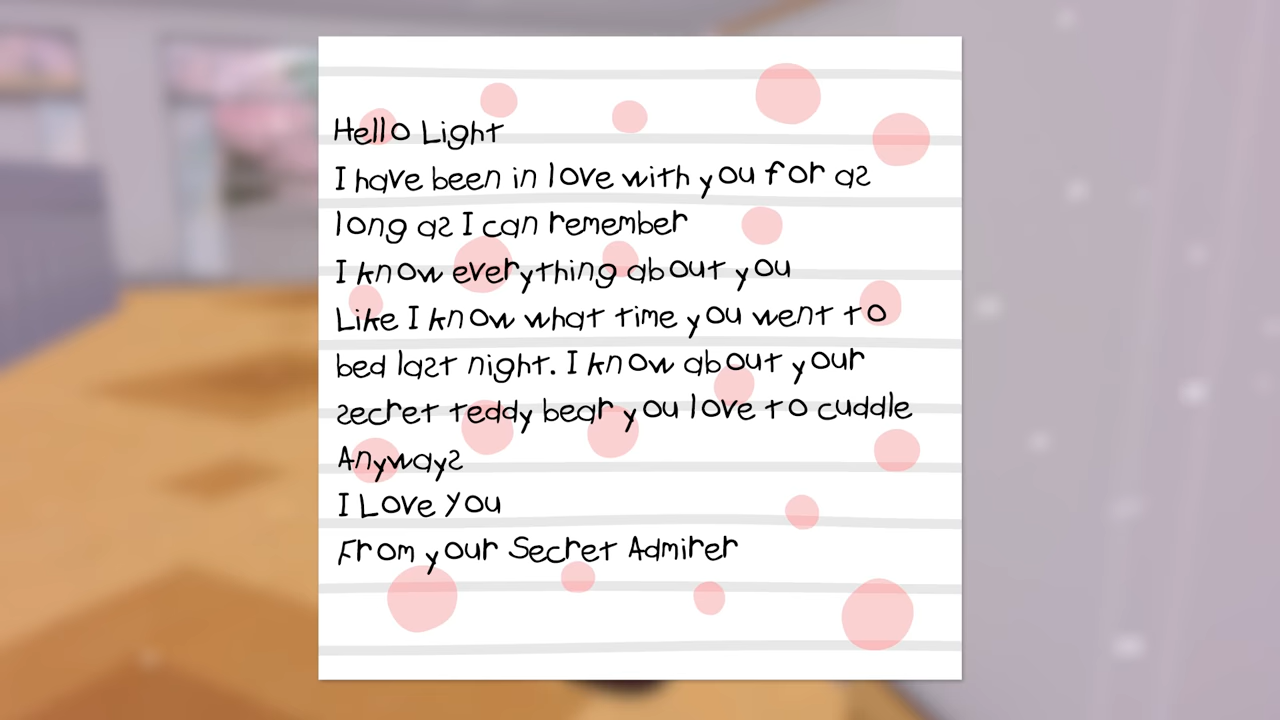 Hello Light
I have been in love with you for as
long as I can remember
I know everything about you
Like I know what time you went to
bed last night. I know about your
secret teddy bear you love to cuddle
Anyways
I Love You
From your Secret Admirer